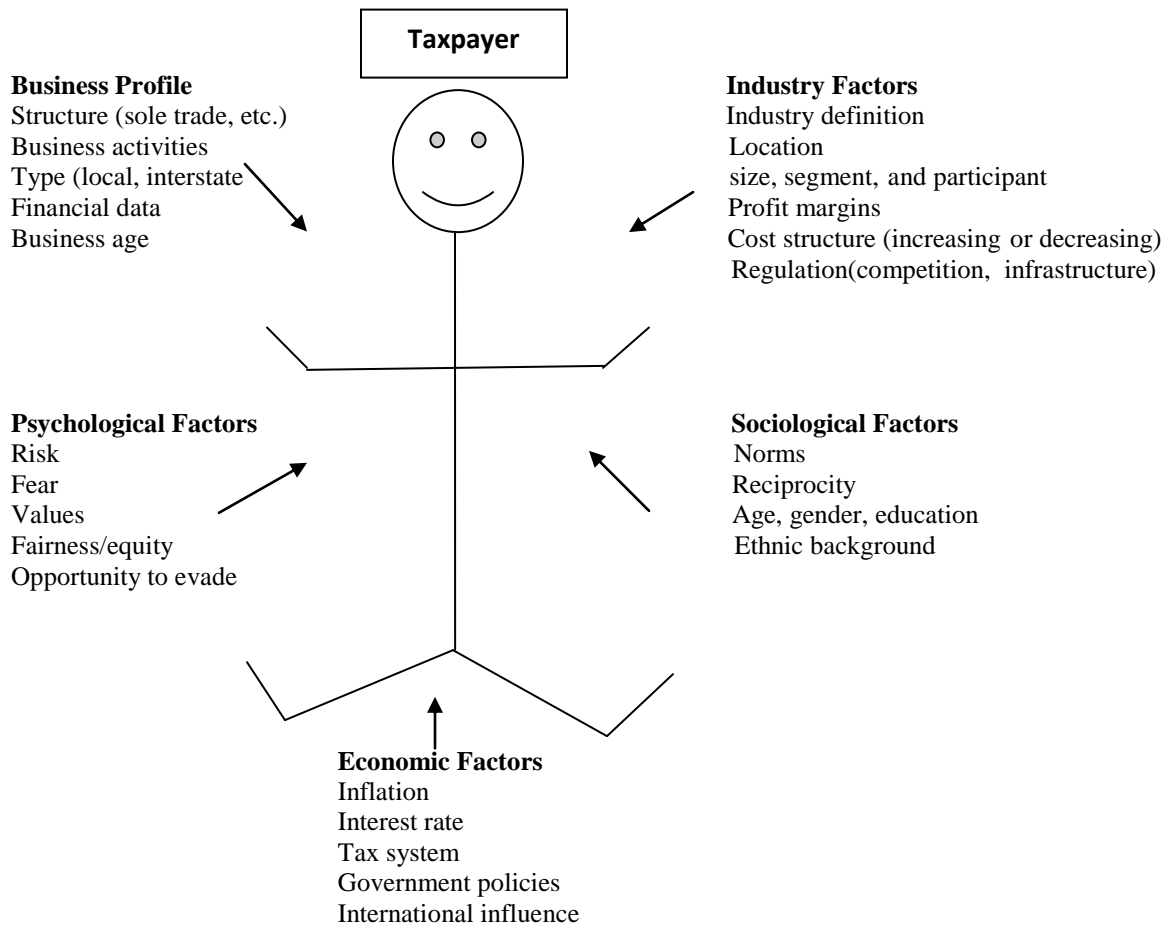 Taxpayer
Business Profile
Structure (sole trade, etc.)
Business activities
Type (local, interstate
Financial data
Business age
Industry Factors
Industry definition
Location
size, segment, and participant
Profit margins
Cost structure (increasing or decreasing)
Regulation(competition, infrastructure)
Psychological Factors
Risk
Fear
Values
Fairness/equity
Opportunity to evade
Sociological Factors
Norms
Reciprocity
Age, gender, education
Ethnic background
Economic Factors
Inflation
Interest rate
Tax system
Government policies
International influence